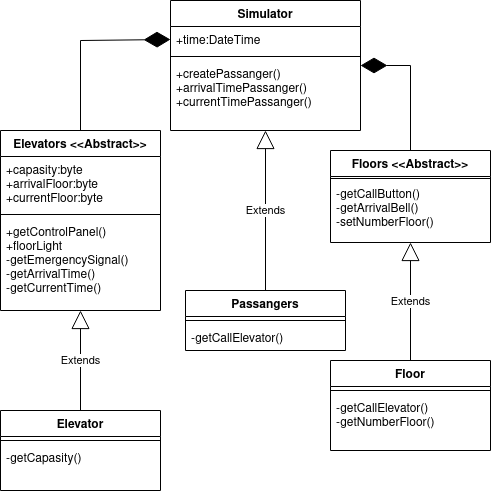 Simulator
+time:DateTime
+createPassanger()
+arrivalTimePassanger()
+currentTimePassanger()
Elevators <<Abstract>>
+capasity:byte
+arrivalFloor:byte
+currentFloor:byte
+getControlPanel()
+floorLight
-getEmergencySignal()
-getArrivalTime()
-getCurrentTime()
Floors <<Abstract>>
-getCallButton()
-getArrivalBell()
-setNumberFloor()
Extends
Passangers
-getCallElevator()
Extends
Floor
-getCallElevator()
-getNumberFloor()
Extends
Elevator
-getCapasity()